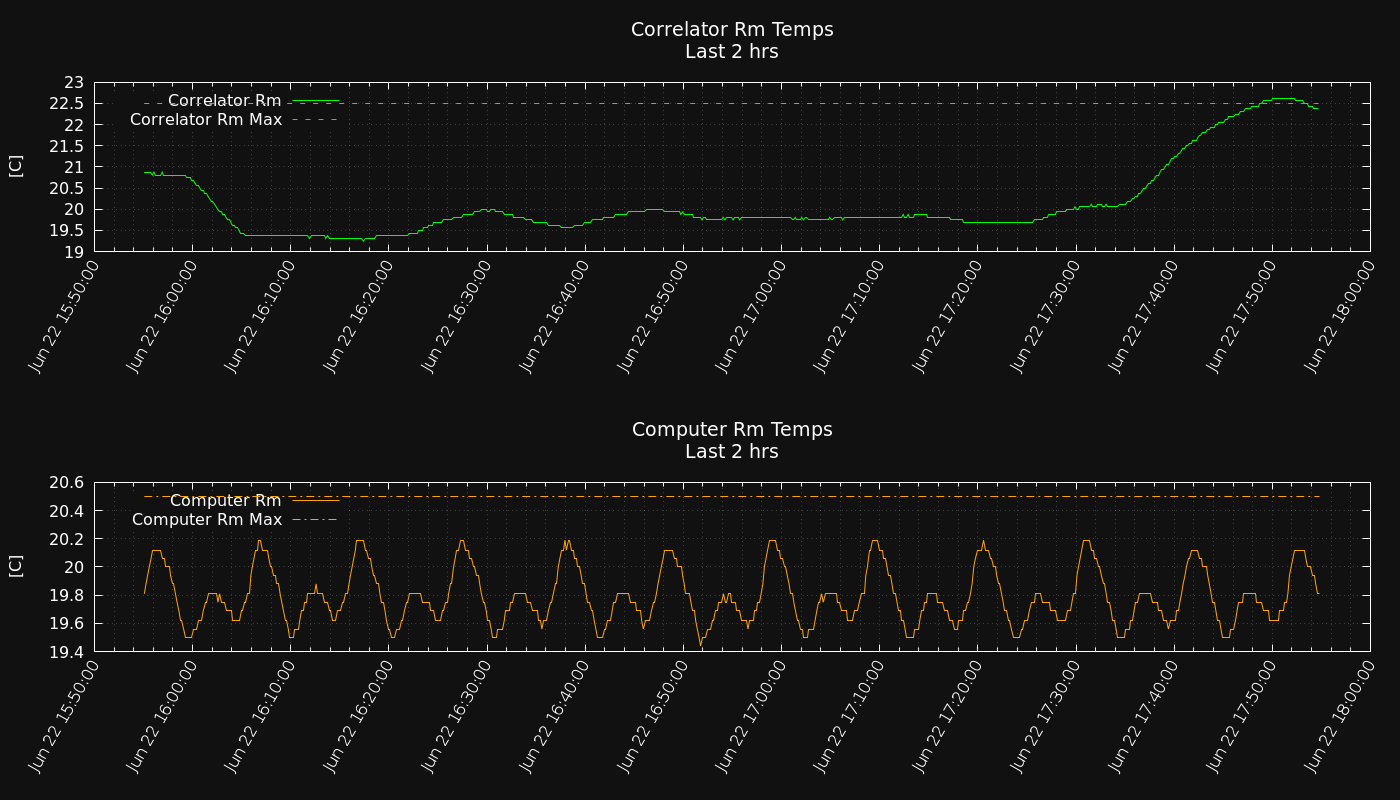 Correlator Rm Temps
Last 2 hrs
23
22.5
22
21.5
21
20.5
20
19.5
19
[C]
Correlator Rm
Correlator Rm Max
Jun 22 15:50:00
Jun 22 16:00:00
Jun 22 16:10:00
Jun 22 16:20:00
Jun 22 16:30:00
Jun 22 16:40:00
Jun 22 16:50:00
Jun 22 17:00:00
Jun 22 17:10:00
Jun 22 17:20:00
Jun 22 17:30:00
Jun 22 17:40:00
Jun 22 17:50:00
Jun 22 18:00:00
Computer Rm Temps
Last 2 hrs
20.6
20.4
20.2
20
19.8
19.6
19.4
[C]
Computer Rm
Computer Rm Max
Jun 22 15:50:00
Jun 22 16:00:00
Jun 22 16:10:00
Jun 22 16:20:00
Jun 22 16:30:00
Jun 22 16:40:00
Jun 22 16:50:00
Jun 22 17:00:00
Jun 22 17:10:00
Jun 22 17:20:00
Jun 22 17:30:00
Jun 22 17:40:00
Jun 22 17:50:00
Jun 22 18:00:00